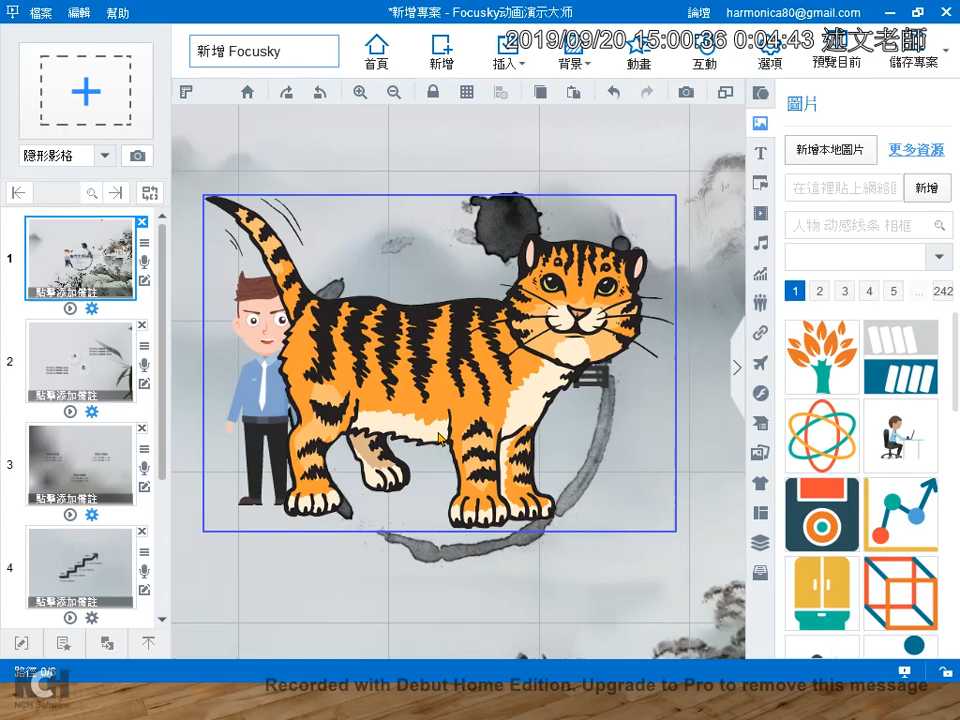 檔案 編輯 幫助
*新增專案 - Focusky动画演示大师
論壇 harmonica80@gmail.com
2019/09/20 15:00:36 0:04:43 述文老師
新增 Focusky
首頁 新增 插入 背景 動畫 互動 選項 預覽目前 儲存專案
隱形影格
圖片
新增本地圖片 更多資源
在這裡貼上網絡圖 新增
人物 动感线条 相框
1 2 3 4 5 ... 242
1
點擊添加備註
2
點擊添加備註
3
點擊添加備註
4
點擊添加備註
路徑 0/6
NCH
NCH Software
Recorded with Debut Home Edition. Upgrade to Pro to remove this message